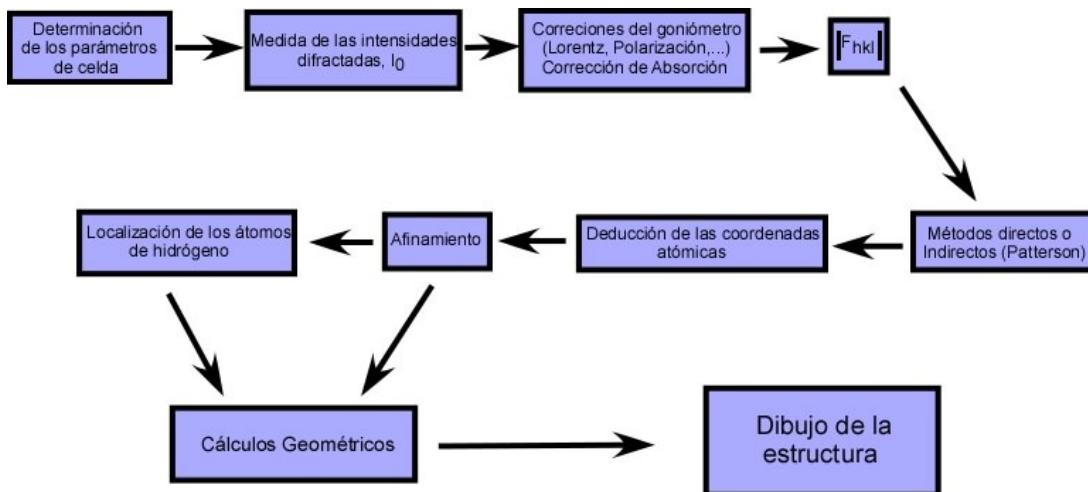 Determinación
de los parámetros
de celda
Medida de las intensidades
difractadas, I0
Correciones del goniómetro
(Lorentz, Polarización,...)
Corrección de Absorción
|Fhkl|
Localización de los átomos
de hidrógeno
Afinamiento
Deducción de las coordenadas
atómicas
Métodos directos o
Indirectos (Patterson)
Cálculos Geométricos
Dibujo de la
estructura